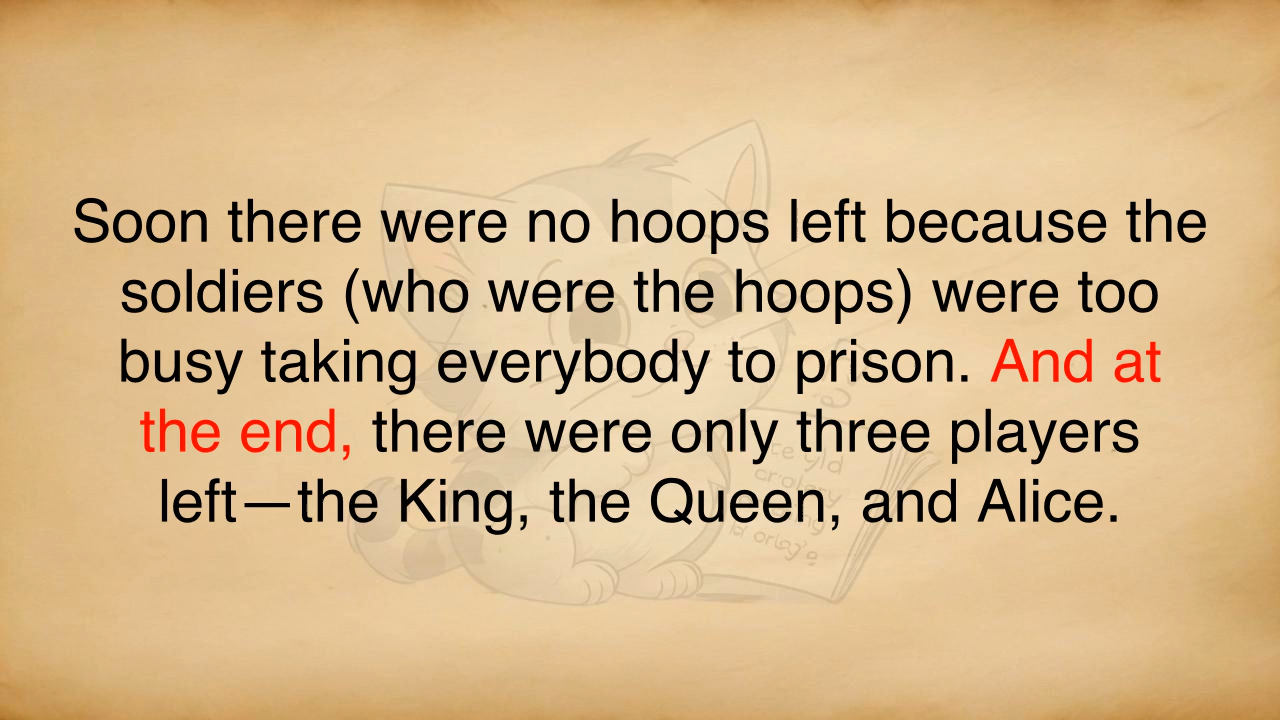 Soon there were no hoops left because the
soldiers (who were the hoops) were too
busy taking everybody to prison. And at
the end, there were only three players
left—the King, the Queen, and Alice.